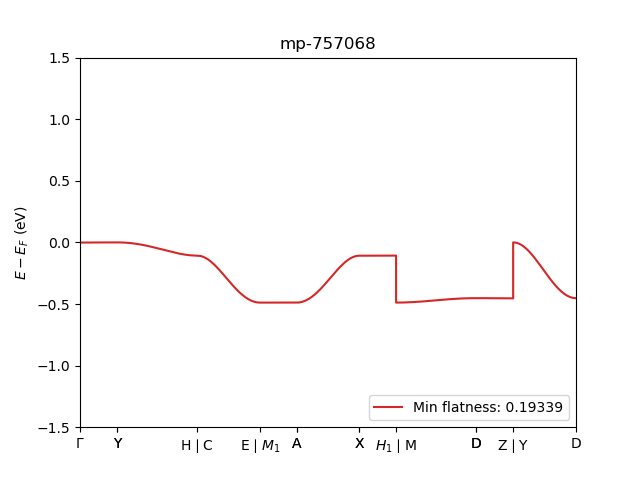 mp-757068
1.5
1.0
0.5
0.0
−0.5
−1.0
−1.5
E − E_F (eV)
Min flatness: 0.19339
Γ Y H | C E | M₁ A X H₁ | M D Z | Y D